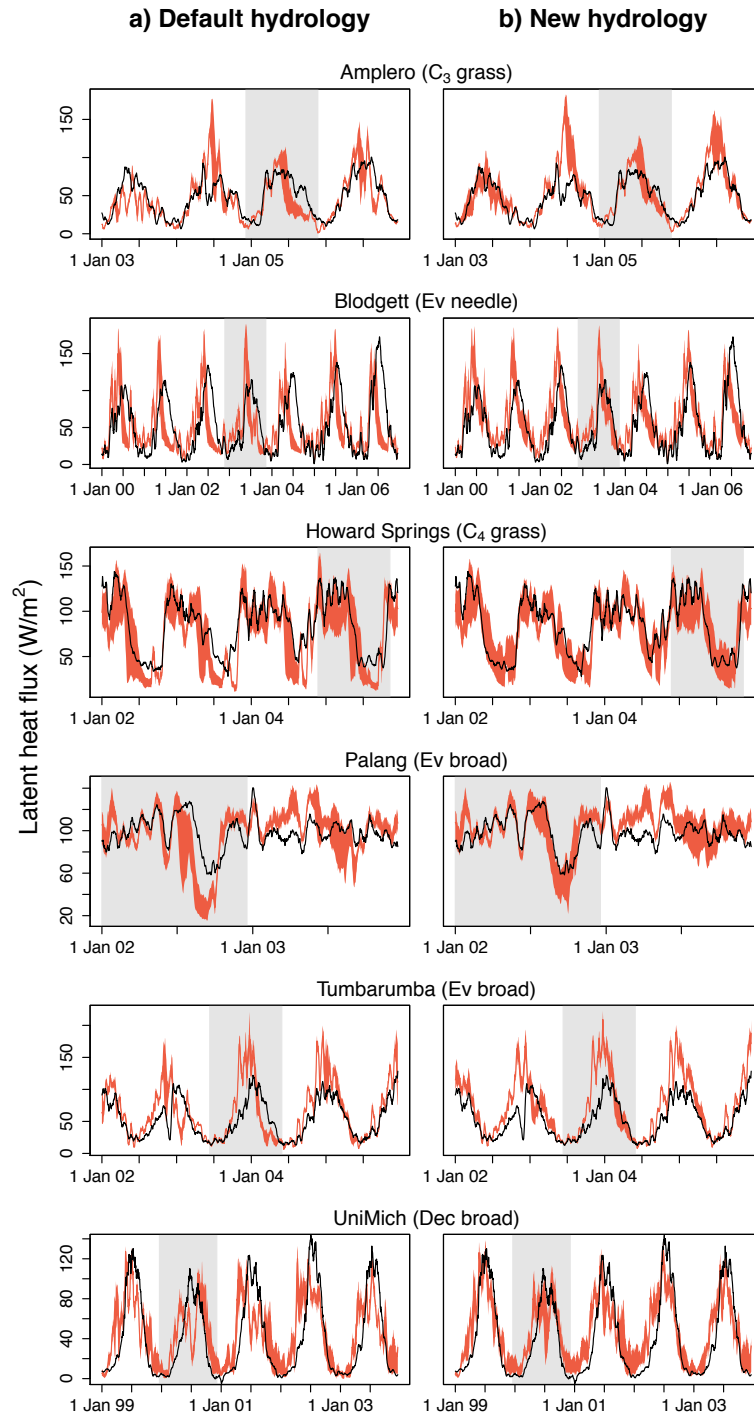 a) Default hydrology
b) New hydrology
Amplero (C₃ grass)
0 50 100 150
1 Jan 03 1 Jan 05
1 Jan 03 1 Jan 05
Blodgett (Ev needle)
0 50 100 150
1 Jan 00 1 Jan 02 1 Jan 04 1 Jan 06
1 Jan 00 1 Jan 02 1 Jan 04 1 Jan 06
Howard Springs (C₄ grass)
50 100 150
1 Jan 02 1 Jan 04
1 Jan 02 1 Jan 04
Latent heat flux (W/m²)
Palang (Ev broad)
20 60 100
1 Jan 02 1 Jan 03
1 Jan 02 1 Jan 03
Tumbarumba (Ev broad)
0 50 100 150
1 Jan 02 1 Jan 04
1 Jan 02 1 Jan 04
UniMich (Dec broad)
0 40 80 120
1 Jan 99 1 Jan 01 1 Jan 03
1 Jan 99 1 Jan 01 1 Jan 03